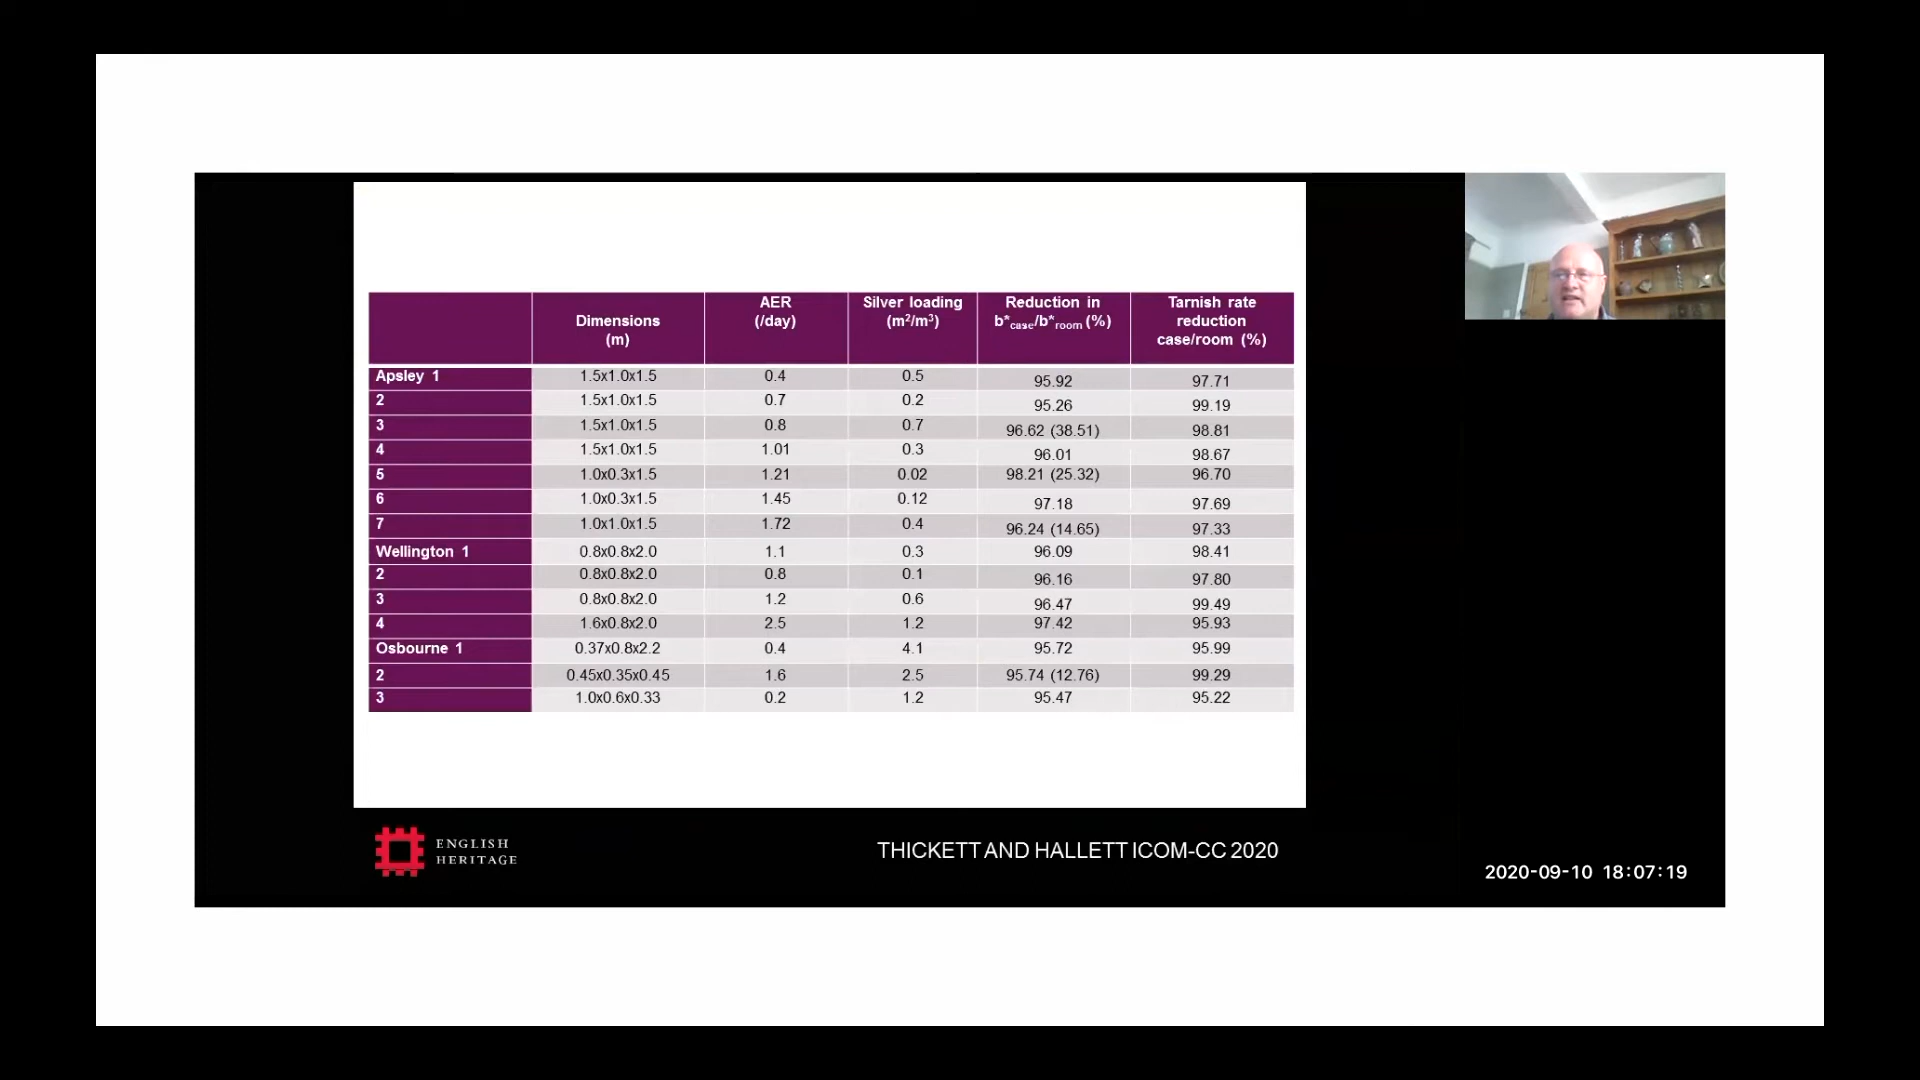 Dimensions (m) AER (/day) Silver loading (m²/m³) Reduction in b*case/b*room (%) Tarnish rate reduction case/room (%)
Apsley 1 1.5x1.0x1.5 0.4 0.5 95.92 97.71
2 1.5x1.0x1.5 0.7 0.2 95.26 99.19
3 1.5x1.0x1.5 0.8 0.7 96.62 (38.51) 98.81
4 1.5x1.0x1.5 1.01 0.3 96.01 98.67
5 1.0x0.3x1.5 1.21 0.02 98.21 (25.32) 96.70
6 1.0x0.3x1.5 1.45 0.12 97.18 97.69
7 1.0x1.0x1.5 1.72 0.4 96.24 (14.65) 97.33
Wellington 1 0.8x0.8x2.0 1.1 0.3 96.09 98.41
2 0.8x0.8x2.0 0.8 0.1 96.16 97.80
3 0.8x0.8x2.0 1.2 0.6 96.47 99.49
4 1.6x0.8x2.0 2.5 1.2 97.42 95.93
Osbourne 1 0.37x0.8x2.2 0.4 4.1 95.72 95.99
2 0.45x0.35x0.45 1.6 2.5 95.74 (12.76) 99.29
3 1.0x0.6x0.33 0.2 1.2 95.47 95.22
ENGLISH
HERITAGE
THICKETT AND HALLETT ICOM-CC 2020
2020-09-10 18:07:19